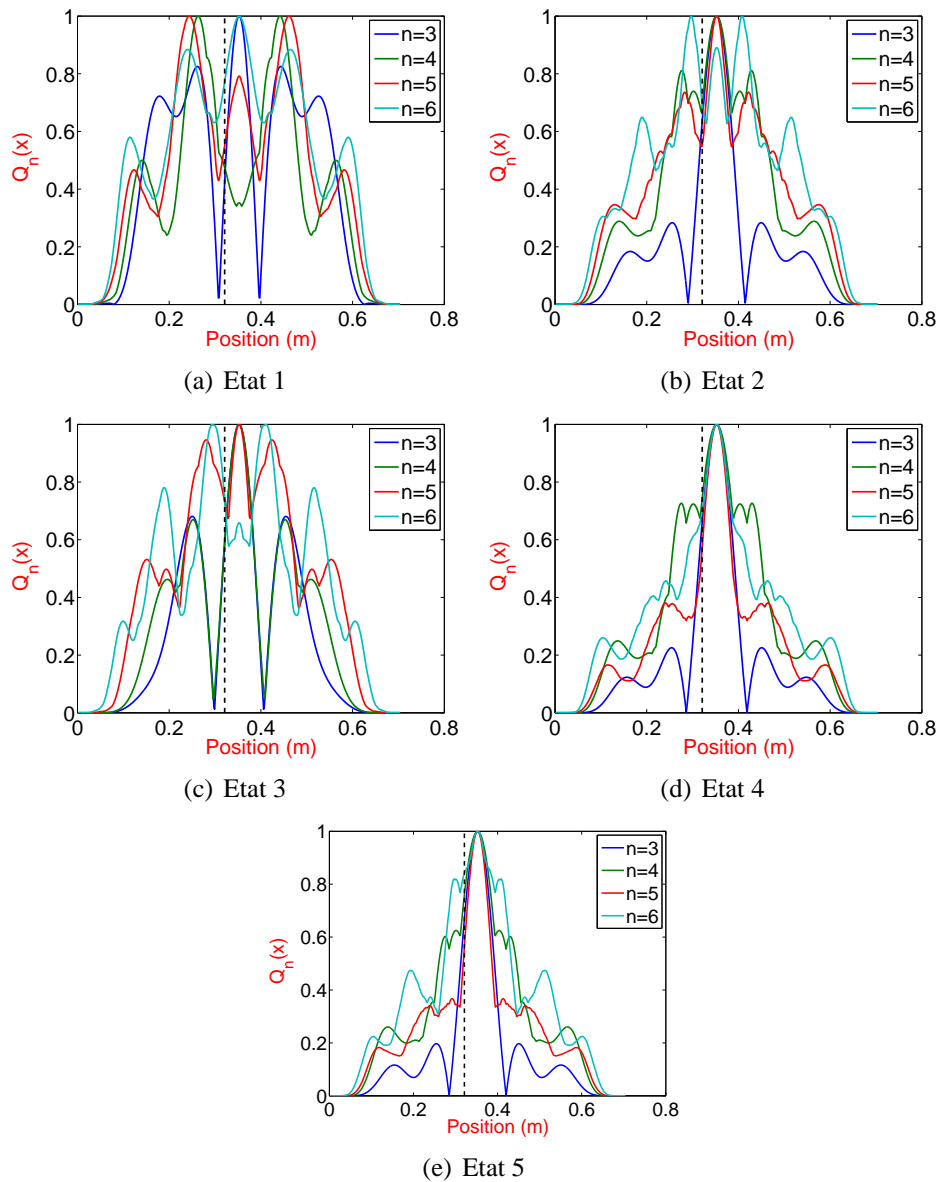 1
0.8
0.6
0.4
0.2
0
Q_n(x)
0 0.2 0.4 0.6 0.8
Position (m)
n=3
n=4
n=5
n=6
(a) Etat 1
1
0.8
0.6
0.4
0.2
0
Q_n(x)
0 0.2 0.4 0.6 0.8
Position (m)
n=3
n=4
n=5
n=6
(b) Etat 2
1
0.8
0.6
0.4
0.2
0
Q_n(x)
0 0.2 0.4 0.6 0.8
Position (m)
n=3
n=4
n=5
n=6
(c) Etat 3
1
0.8
0.6
0.4
0.2
0
Q_n(x)
0 0.2 0.4 0.6 0.8
Position (m)
n=3
n=4
n=5
n=6
(d) Etat 4
1
0.8
0.6
0.4
0.2
0
Q_n(x)
0 0.2 0.4 0.6 0.8
Position (m)
n=3
n=4
n=5
n=6
(e) Etat 5